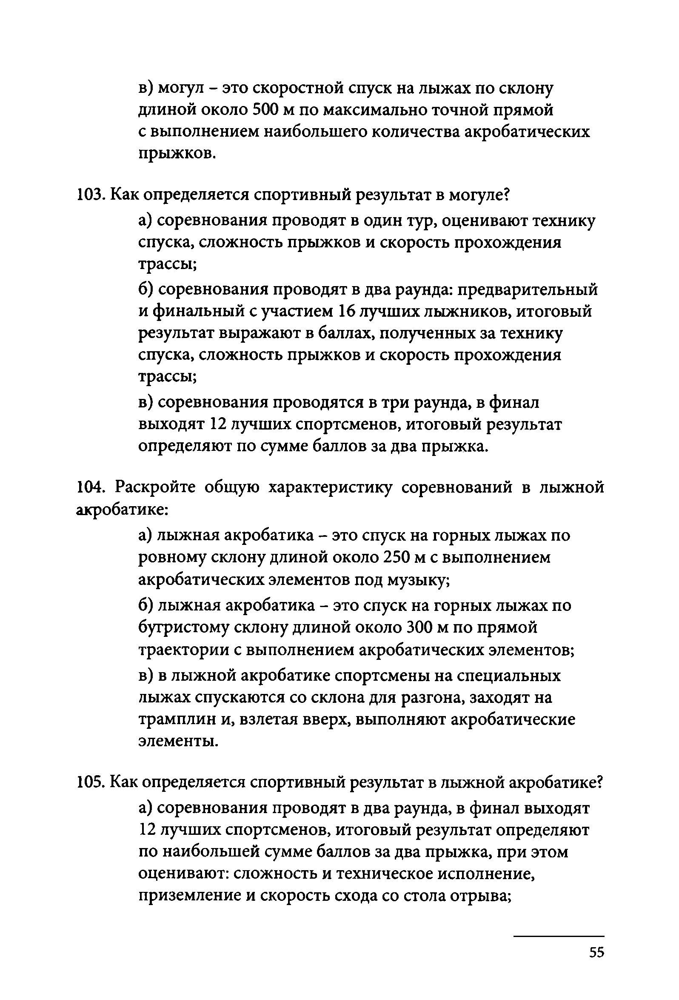 в) могул – это скоростной спуск на лыжах по склону
длиной около 500 м по максимально точной прямой
с выполнением наибольшего количества акробатических
прыжков.
103. Как определяется спортивный результат в могуле?
а) соревнования проводят в один тур, оценивают технику
спуска, сложность прыжков и скорость прохождения
трассы;
б) соревнования проводят в два раунда: предварительный
и финальный с участием 16 лучших лыжников, итоговый
результат выражают в баллах, полученных за технику
спуска, сложность прыжков и скорость прохождения
трассы;
в) соревнования проводятся в три раунда, в финал
выходят 12 лучших спортсменов, итоговый результат
определяют по сумме баллов за два прыжка.
104. Раскройте общую характеристику соревнований в лыжной
акробатике:
а) лыжная акробатика – это спуск на горных лыжах по
ровному склону длиной около 250 м с выполнением
акробатических элементов под музыку;
б) лыжная акробатика – это спуск на горных лыжах по
бугристому склону длиной около 300 м по прямой
траектории с выполнением акробатических элементов;
в) в лыжной акробатике спортсмены на специальных
лыжах спускаются со склона для разгона, заходят на
трамплин и, взлетая вверх, выполняют акробатические
элементы.
105. Как определяется спортивный результат в лыжной акробатике?
а) соревнования проводят в два раунда, в финал выходят
12 лучших спортсменов, итоговый результат определяют
по наибольшей сумме баллов за два прыжка, при этом
оценивают: сложность и техническое исполнение,
приземление и скорость схода со стола отрыва;
55